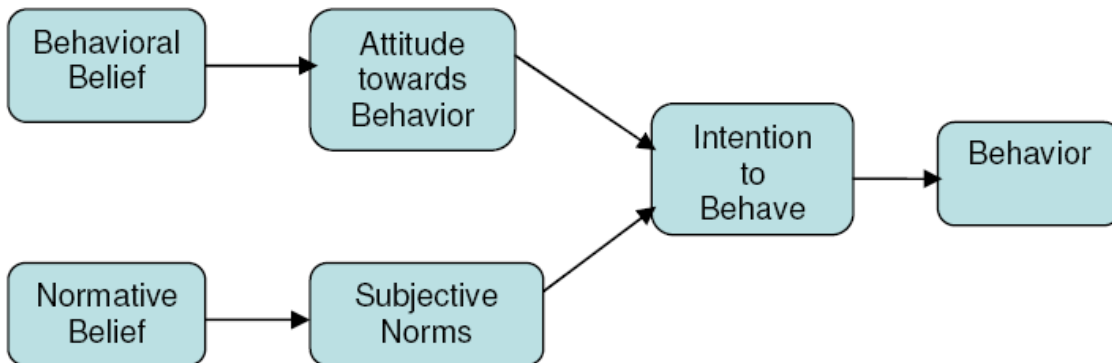 Behavioral
Belief
Attitude
towards
Behavior
Intention
to
Behave
Behavior
Normative
Belief
Subjective
Norms